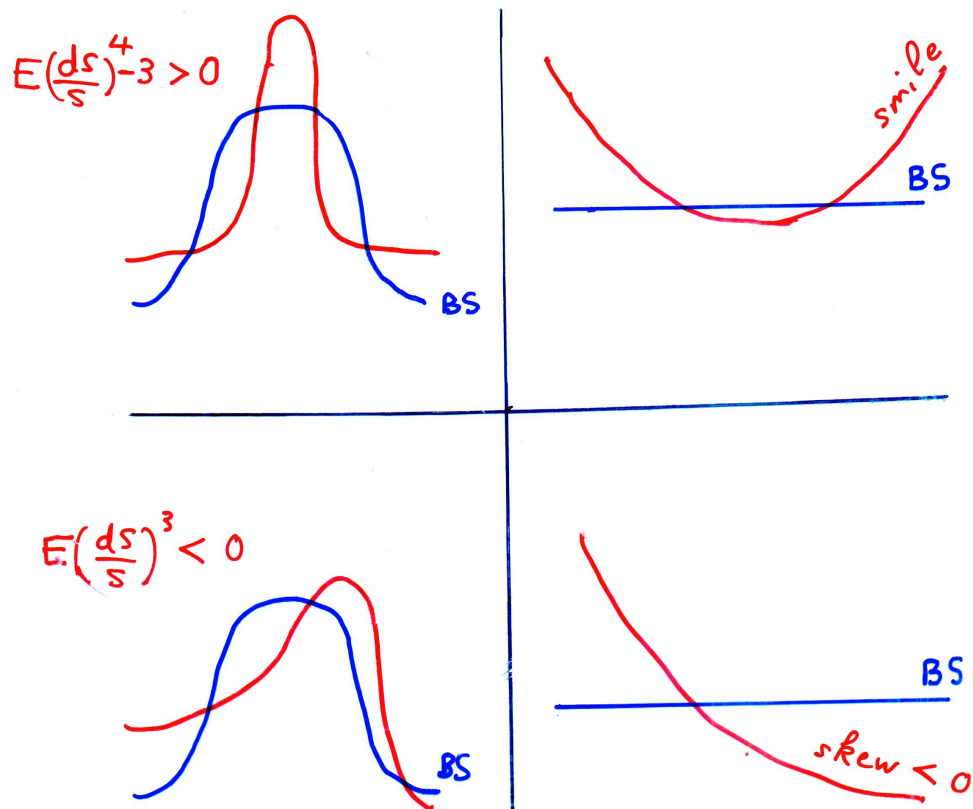 E(ds/s)^4-3 > 0
BS
smile
BS
E(ds/s)^3 < 0
BS
BS
skew < 0